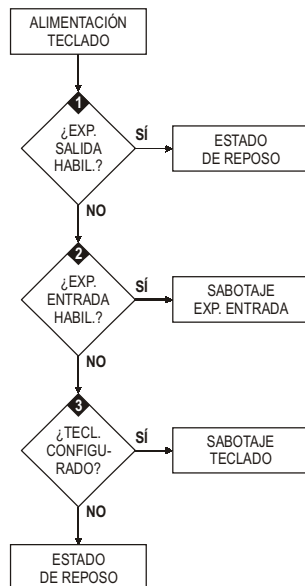 ALIMENTACIÓN
TECLADO
1
¿EXP.
SALIDA
HABIL.?
SÍ
ESTADO
DE REPOSO
NO
2
¿EXP.
ENTRADA
HABIL.?
SÍ
SABOTAJE
EXP. ENTRADA
NO
3
¿TECL.
CONFIGU-
RADO?
SÍ
SABOTAJE
TECLADO
NO
ESTADO
DE REPOSO